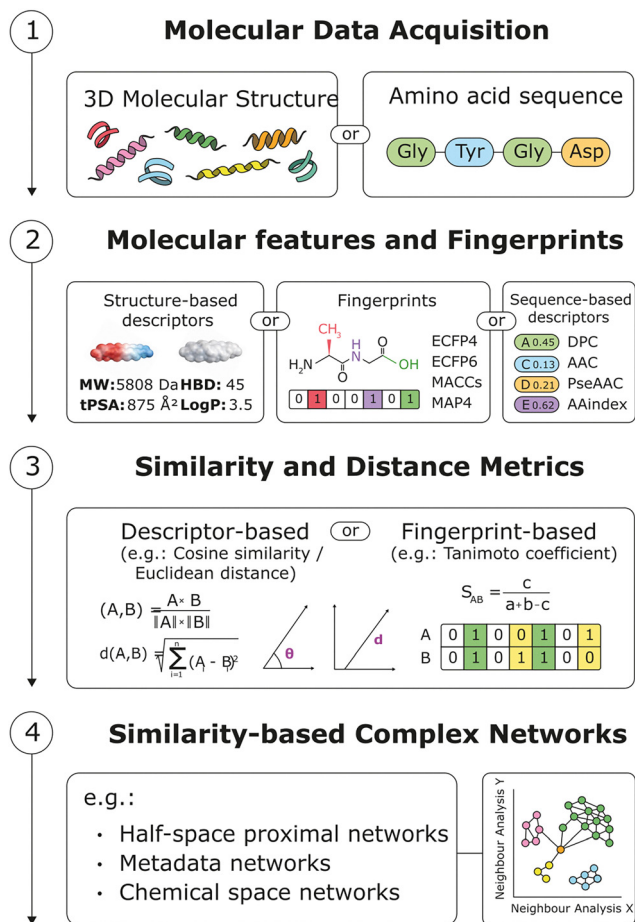 1
Molecular Data Acquisition
3D Molecular Structure
or
Amino acid sequence
Gly Tyr Gly Asp
2
Molecular features and Fingerprints
Structure-based
descriptors
MW:5808 Da HBD: 45
tPSA:875 Å² LogP: 3.5
or
Fingerprints
CH₃
H₂N
O
H
N
O
OH
0 1 0 0 1 0 1
ECFP4
ECFP6
MACCs
MAP4
or
Sequence-based
descriptors
A 0.45 DPC
C 0.13 AAC
D 0.21 PseAAC
E 0.62 AAindex
3
Similarity and Distance Metrics
Descriptor-based
(e.g.: Cosine similarity /
Euclidean distance)
(A,B) = A× B / ‖A‖×‖B‖
d(A,B) = √ n ∑ i=1 (Aᵢ - Bᵢ)²
θ
d
or
Fingerprint-based
(e.g.: Tanimoto coefficient)
S_AB = c / a+b-c
A 0 1 0 0 1 0 1
B 0 1 0 1 1 0 0
4
Similarity-based Complex Networks
e.g.:
· Half-space proximal networks
· Metadata networks
· Chemical space networks
Neighbour Analysis Y
Neighbour Analysis X